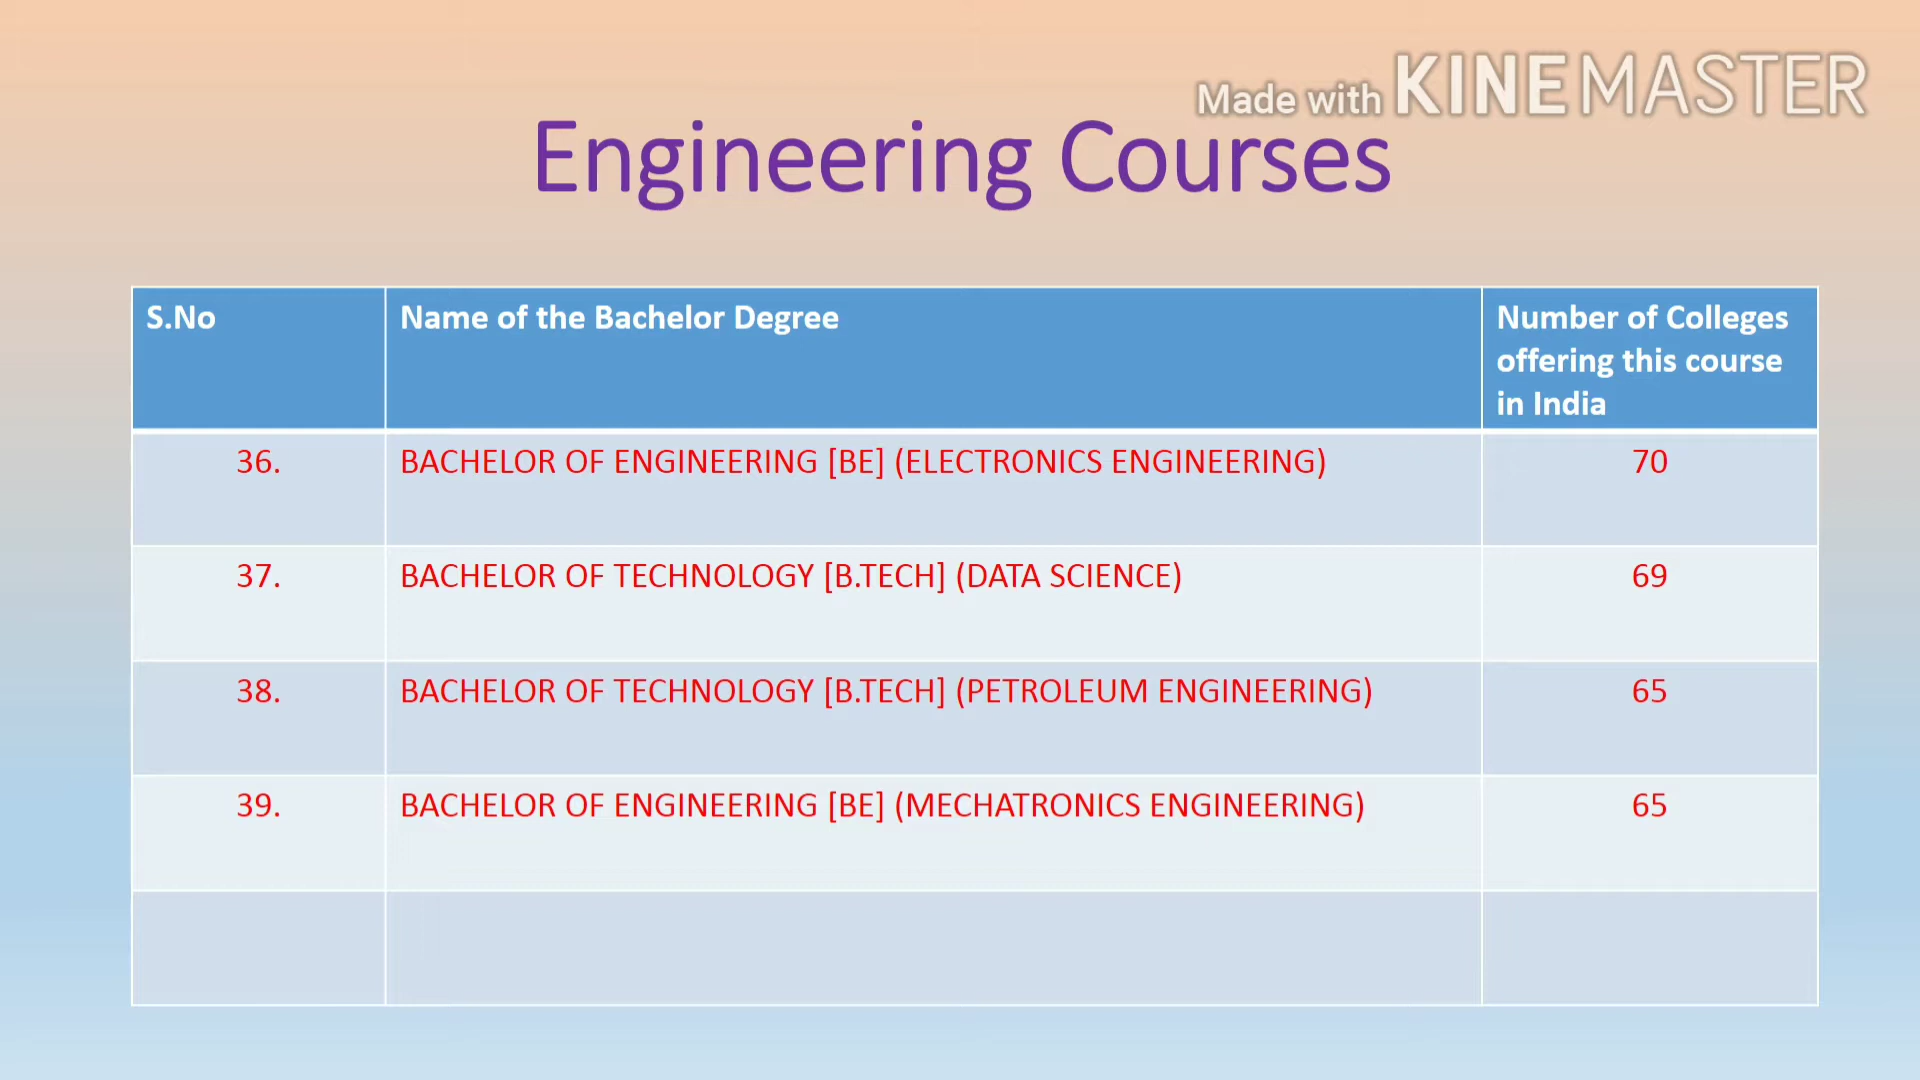 Made with KINEMASTER
Engineering Courses
S.No
Name of the Bachelor Degree
Number of Colleges
offering this course
in India
36.
BACHELOR OF ENGINEERING [BE] (ELECTRONICS ENGINEERING)
70
37.
BACHELOR OF TECHNOLOGY [B.TECH] (DATA SCIENCE)
69
38.
BACHELOR OF TECHNOLOGY [B.TECH] (PETROLEUM ENGINEERING)
65
39.
BACHELOR OF ENGINEERING [BE] (MECHATRONICS ENGINEERING)
65